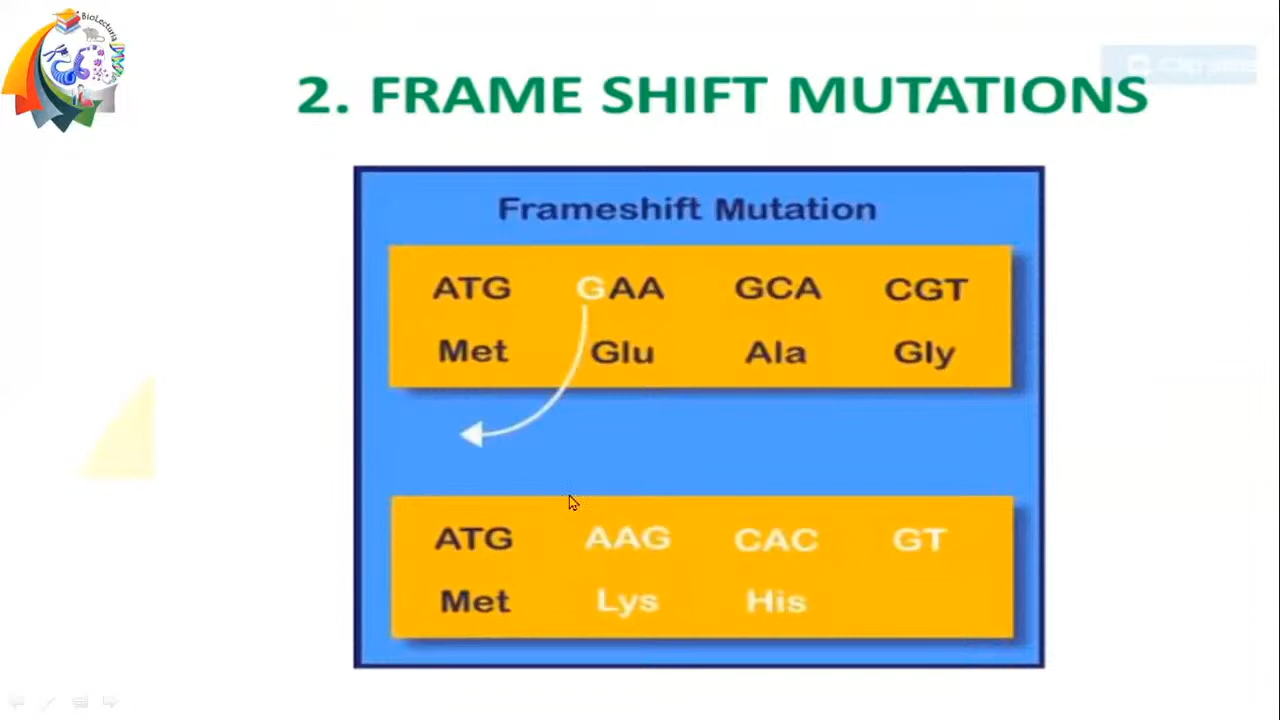 BioLectures
2. FRAME SHIFT MUTATIONS
Frameshift Mutation
ATG GAA GCA CGT
Met Glu Ala Gly
ATG AAG CAC GT
Met Lys His